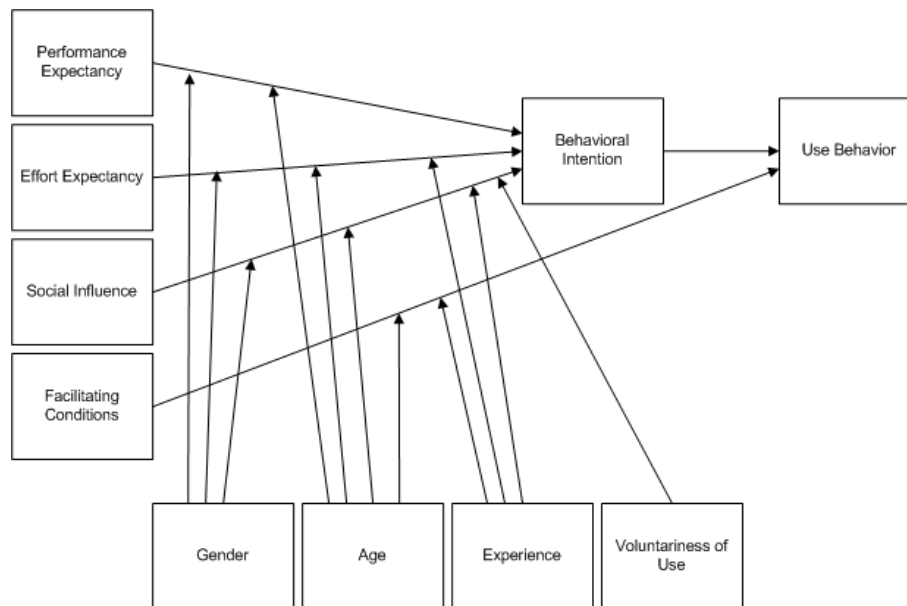 Performance
Expectancy
Effort Expectancy
Social Influence
Facilitating
Conditions
Behavioral
Intention
Use Behavior
Gender
Age
Experience
Voluntariness of
Use